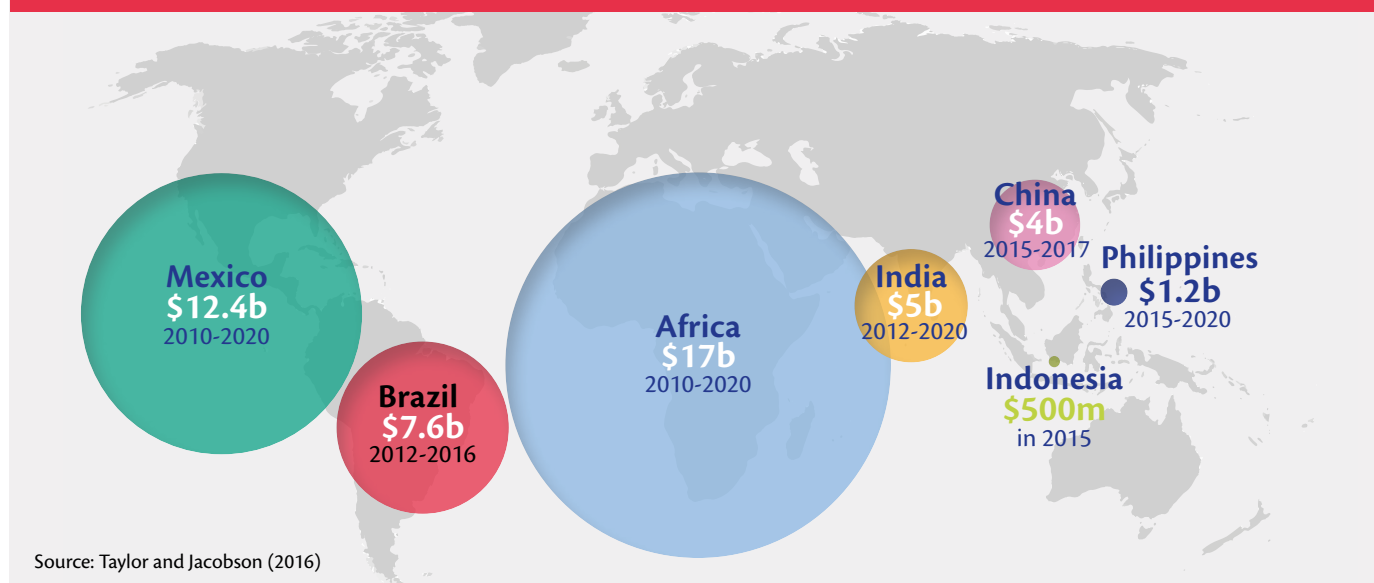 Mexico
$12.4b
2010-2020
Brazil
$7.6b
2012-2016
Africa
$17b
2010-2020
India
$5b
2012-2020
China
$4b
2015-2017
Philippines
$1.2b
2015-2020
Indonesia
$500m
in 2015
Source: Taylor and Jacobson (2016)